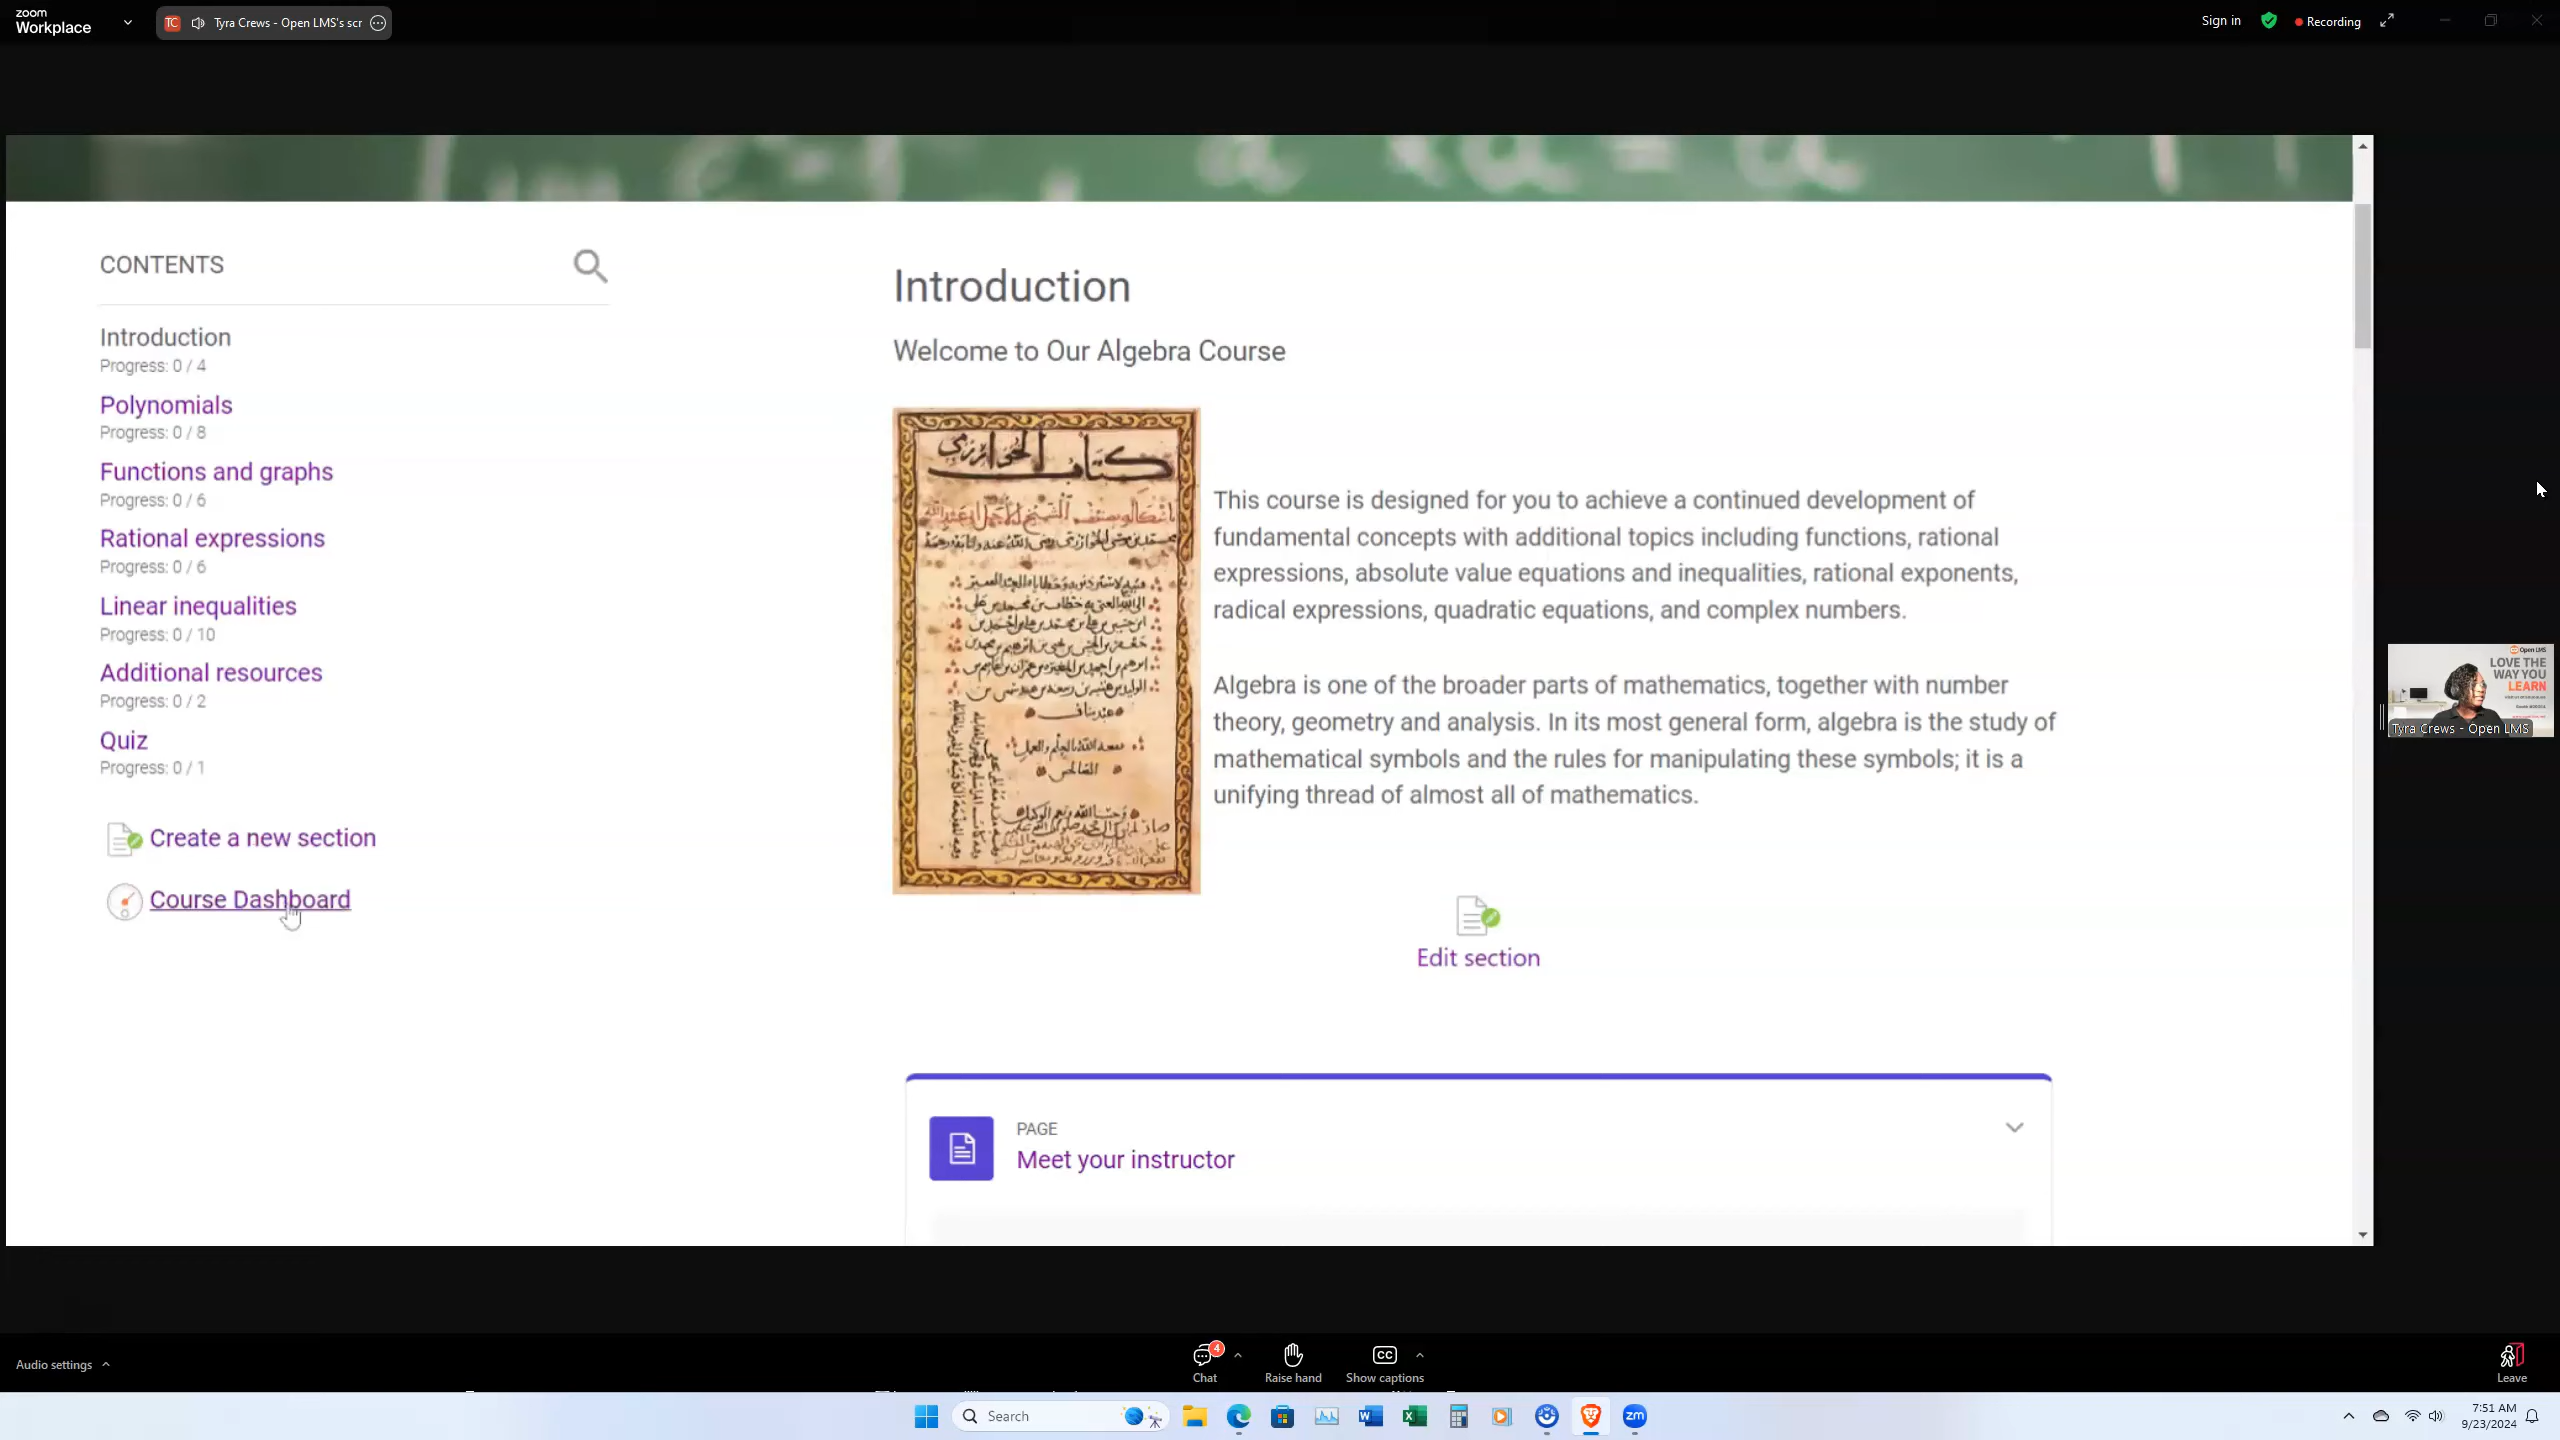 zoom
Workplace
TC
Tyra Crews - Open LMS's scr
Sign in
Recording
CONTENTS
Introduction
Progress: 0 / 4
Polynomials
Progress: 0 / 8
Functions and graphs
Progress: 0 / 6
Rational expressions
Progress: 0 / 6
Linear inequalities
Progress: 0 / 10
Additional resources
Progress: 0 / 2
Quiz
Progress: 0 / 1
Create a new section
Course Dashboard
Introduction
Welcome to Our Algebra Course
This course is designed for you to achieve a continued development of
fundamental concepts with additional topics including functions, rational
expressions, absolute value equations and inequalities, rational exponents,
radical expressions, quadratic equations, and complex numbers.
Algebra is one of the broader parts of mathematics, together with number
theory, geometry and analysis. In its most general form, algebra is the study of
mathematical symbols and the rules for manipulating these symbols; it is a
unifying thread of almost all of mathematics.
Edit section
PAGE
Meet your instructor
Open LMS
LOVE THE
WAY YOU
LEARN
Tyra Crews - Open LMS
Audio settings
4
Chat
Raise hand
CC
Show captions
Leave
Search
zm
7:51 AM
9/23/2024